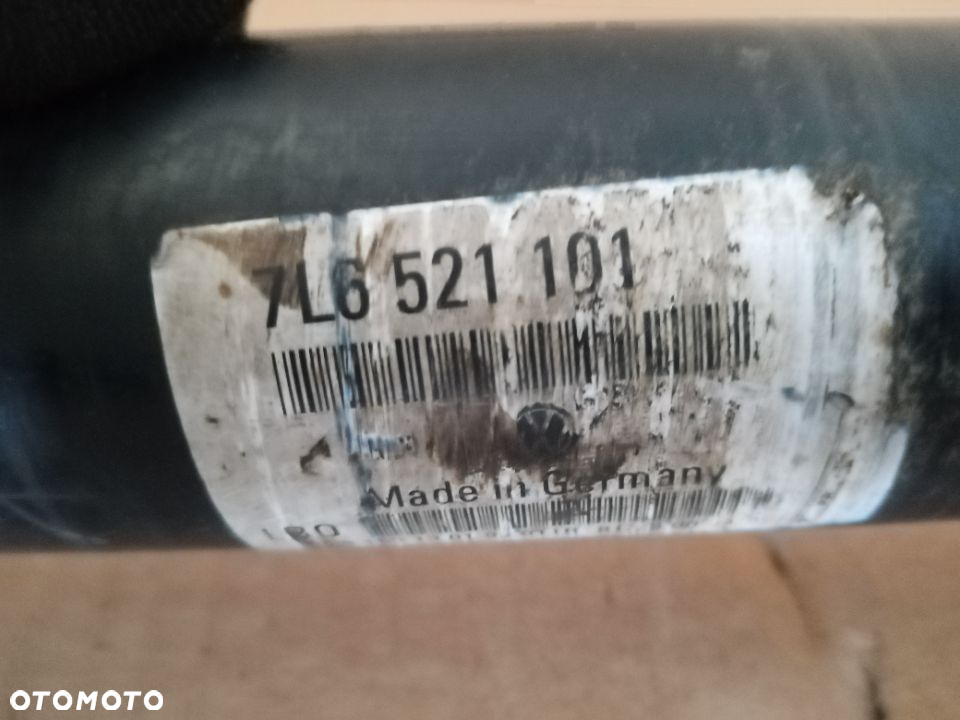 7L6 521 101
Made in Germany
OTOMOTO